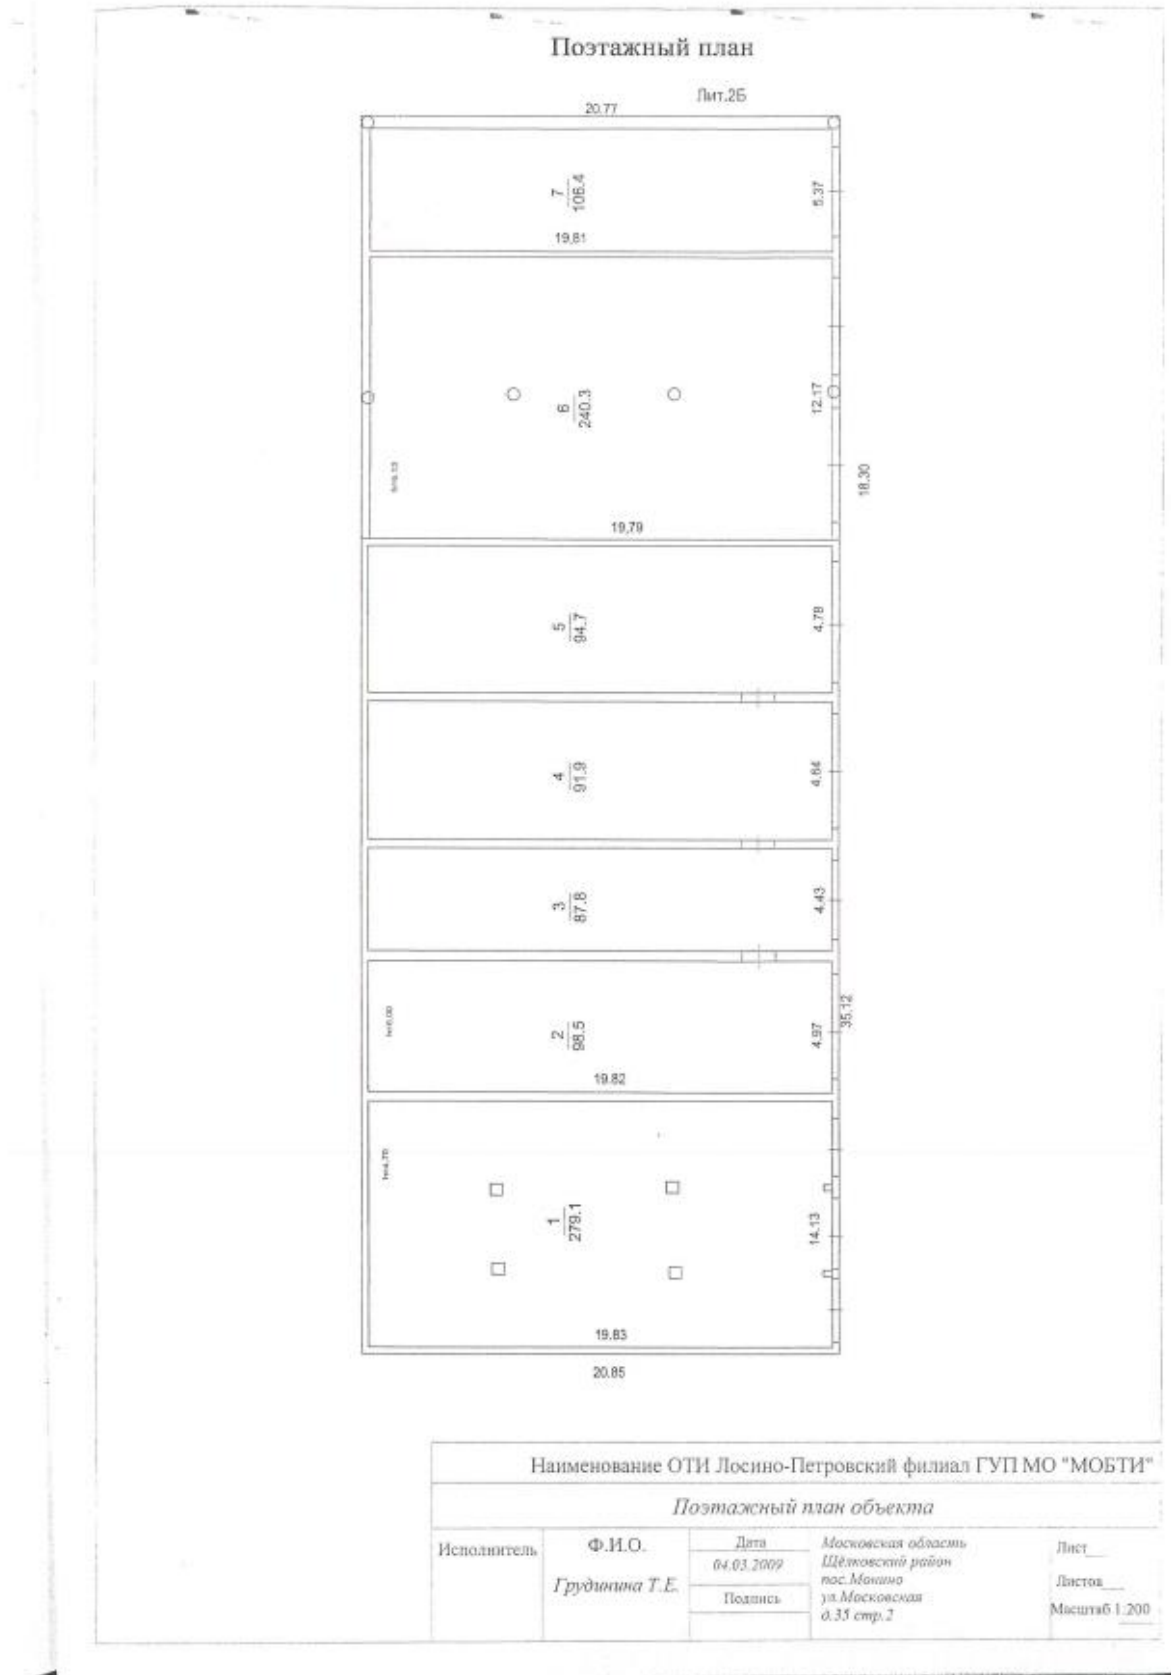 Поэтажный план
Лит.2Б
20.77
7
106.4
5.37
19.81
6
240.3
12.17
18.30
19.79
5
94.7
4.78
4
91.9
4.64
3
87.8
4.43
h=6.00
2
98.5
4.97
35.12
19.82
h=4.78
1
279.1
14.13
19.83
20.85
Наименование ОТИ Лосино-Петровский филиал ГУП МО "МОБТИ"
Поэтажный план объекта
Исполнитель
Ф.И.О.
Грудинина Т.Е.
Дата
04.03.2009
Подпись
Московская область
Щёлковский район
пос.Монино
ул.Московская
д.35 стр.2
Лист
Листов
Масштаб 1:200